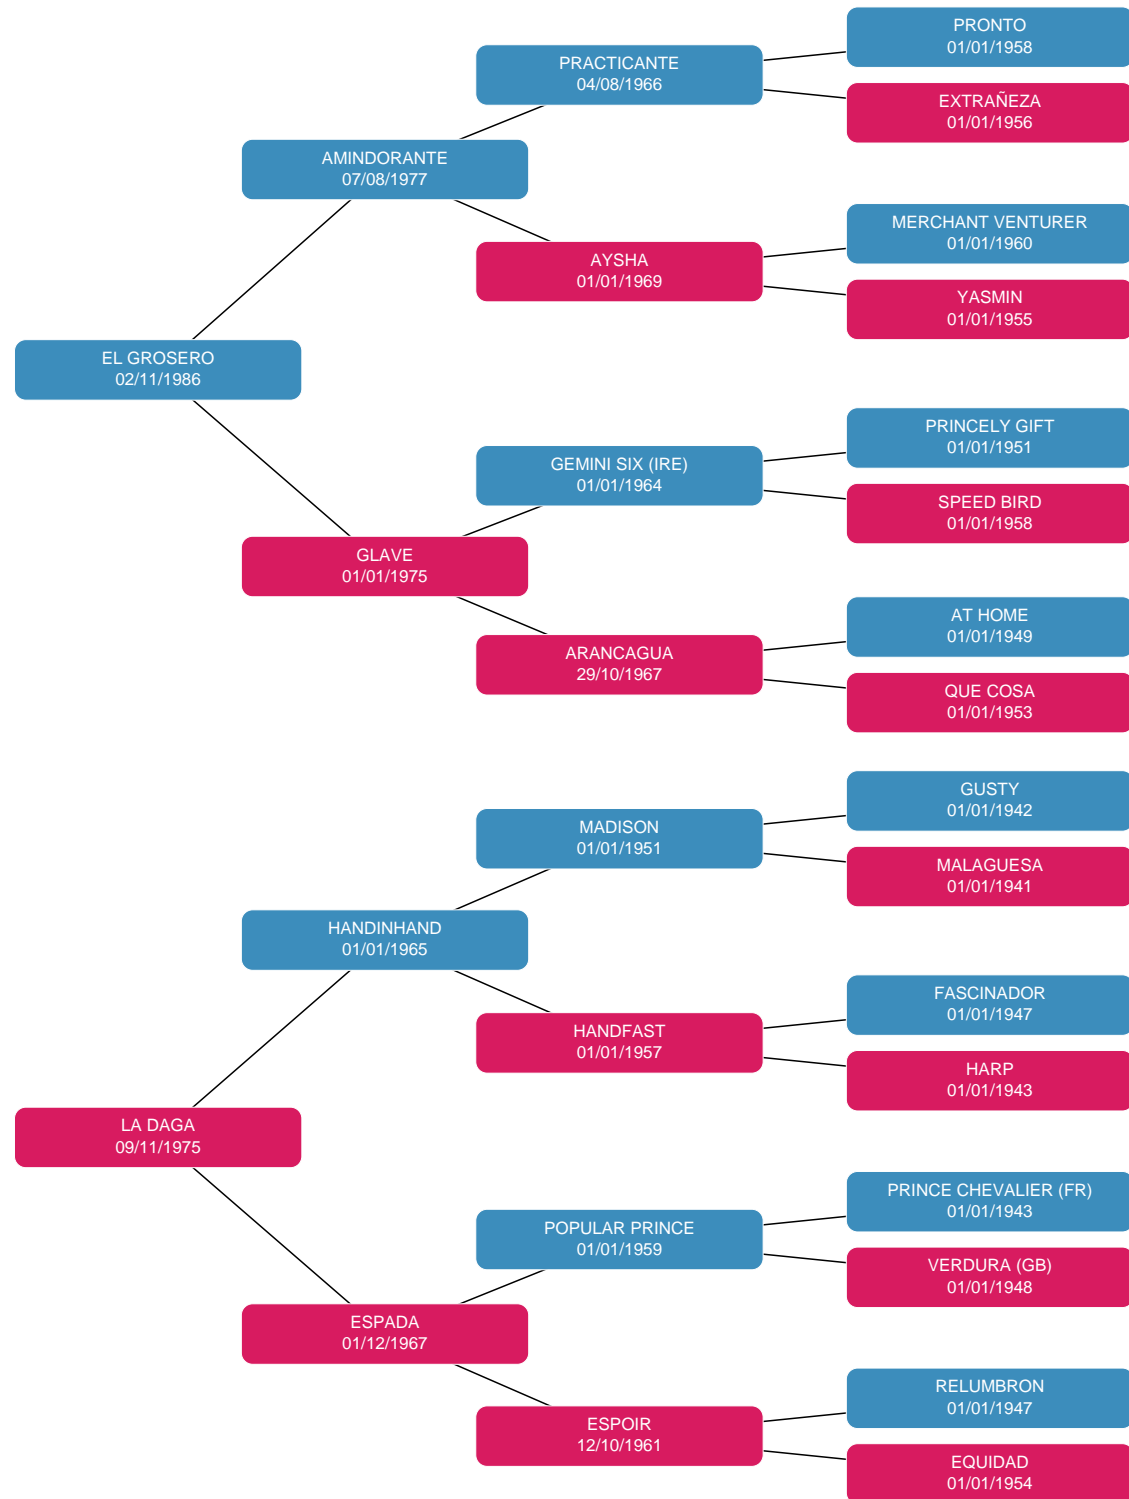 PRONTO
01/01/1958
PRACTICANTE
04/08/1966
EXTRAÑEZA
01/01/1956
AMINDORANTE
07/08/1977
MERCHANT VENTURER
01/01/1960
AYSHA
01/01/1969
YASMIN
01/01/1955
EL GROSERO
02/11/1986
PRINCELY GIFT
01/01/1951
GEMINI SIX (IRE)
01/01/1964
SPEED BIRD
01/01/1958
GLAVE
01/01/1975
AT HOME
01/01/1949
ARANCAGUA
29/10/1967
QUE COSA
01/01/1953
GUSTY
01/01/1942
MADISON
01/01/1951
MALAGUESA
01/01/1941
HANDINHAND
01/01/1965
FASCINADOR
01/01/1947
HANDFAST
01/01/1957
HARP
01/01/1943
LA DAGA
09/11/1975
PRINCE CHEVALIER (FR)
01/01/1943
POPULAR PRINCE
01/01/1959
VERDURA (GB)
01/01/1948
ESPADA
01/12/1967
RELUMBRON
01/01/1947
ESPOIR
12/10/1961
EQUIDAD
01/01/1954